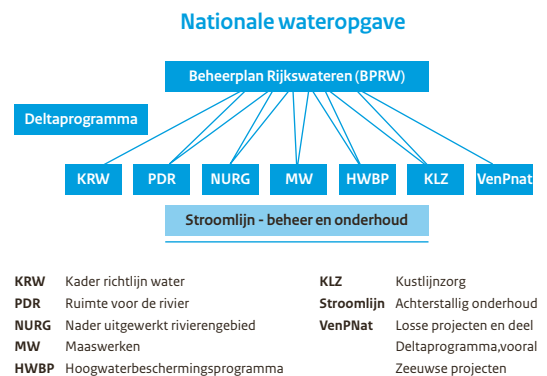 Nationale wateropgave
Beheerplan Rijkswateren (BPRW)
Deltaprogramma
KRW PDR NURG MW HWBP KLZ VenPnat
Stroomlijn - beheer en onderhoud
KRW Kader richtlijn water
PDR Ruimte voor de rivier
NURG Nader uitgewerkt rivierengebied
MW Maaswerken
HWBP Hoogwaterbeschermingsprogramma
KLZ Kustlijnzorg
Stroomlijn Achterstallig onderhoud
VenPNat Losse projecten en deel
Deltaprogramma,vooral
Zeeuwse projecten